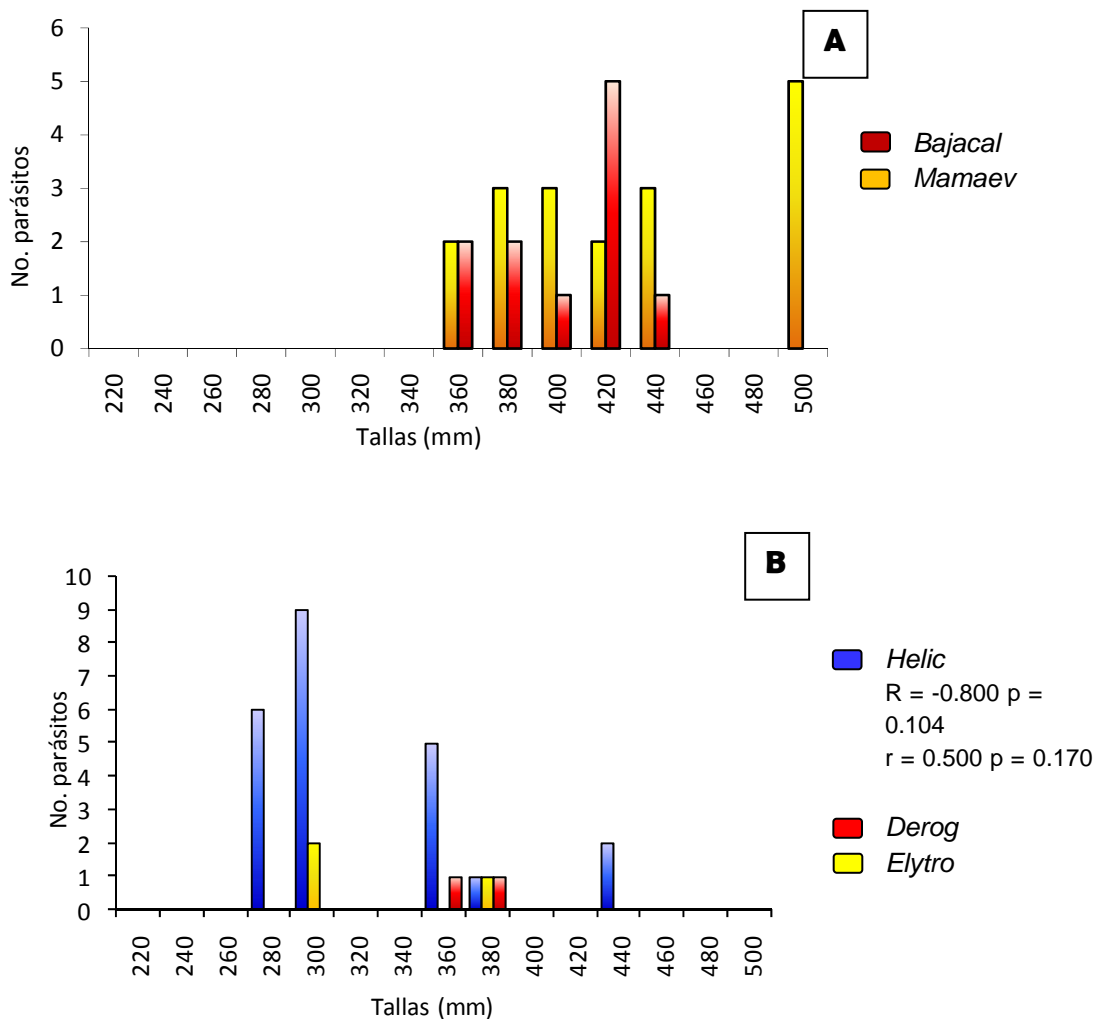 A
6
5
4
3
2
1
0
No. parásitos
220 240 260 280 300 320 340 360 380 400 420 440 460 500
Tallas (mm)
Bajacal
Mamaev
B
10
9
8
7
6
5
4
3
2
1
0
No. parásitos
220 240 260 280 300 320 340 360 380 400 420 440 460 480 500
Tallas (mm)
Helic
R = -0.800 p =
0.104
r = 0.500 p = 0.170
Derog
Elytro